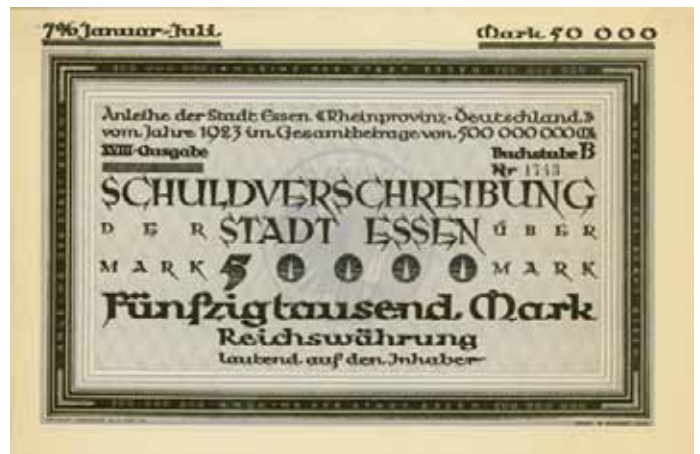 7% Januar-Juli.
Mark 50 000
Anleihe der Stadt Essen (Rheinprovinz-Deutschland.)
vom Jahre 1923 im Gesamtbetrage von 500 000 000 M
XVIII-Ausgabe
Buchstabe B
Nr 1743
SCHULDVERSCHREIBUNG
DER STADT ESSEN ÜBER
MARK 50000 MARK
Fünfzigtausend Mark
Reichswährung
lautend auf den Inhaber